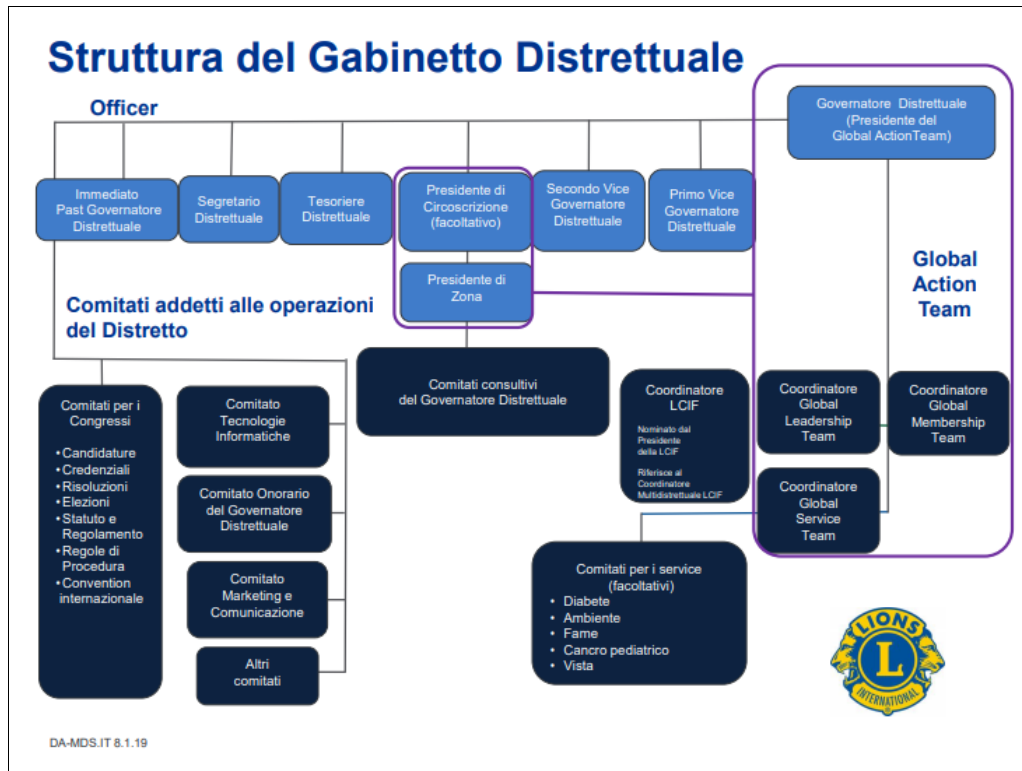 Struttura del Gabinetto Distrettuale
Officer
Governatore Distrettuale
(Presidente del
Global ActionTeam)
Immediato
Past Governatore
Distrettuale
Segretario
Distrettuale
Tesoriere
Distrettuale
Presidente di
Circoscrizione
(facoltativo)
Secondo Vice
Governatore
Distrettuale
Primo Vice
Governatore
Distrettuale
Presidente di
Zona
Global
Action
Team
Comitati addetti alle operazioni
del Distretto
Comitati per i
Congressi
•Candidature
•Credenziali
•Risoluzioni
•Elezioni
•Statuto e
Regolamento
•Regole di
Procedura
•Convention
internazionale
Comitato
Tecnologie
Informatiche
Comitato Onorario
del Governatore
Distrettuale
Comitato
Marketing e
Comunicazione
Altri
comitati
Comitati consultivi
del Governatore Distrettuale
Coordinatore
LCIF
Nominato dal
Presidente
della LCIF
Riferisce al
Coordinatore
Multidistrettuale LCIF
Coordinatore
Global
Leadership
Team
Coordinatore
Global
Membership
Team
Coordinatore
Global
Service
Team
Comitati per i service
(facoltativi)
• Diabete
• Ambiente
• Fame
• Cancro pediatrico
• Vista
LIONS
L
INTERNATIONAL
DA-MDS.IT 8.1.19